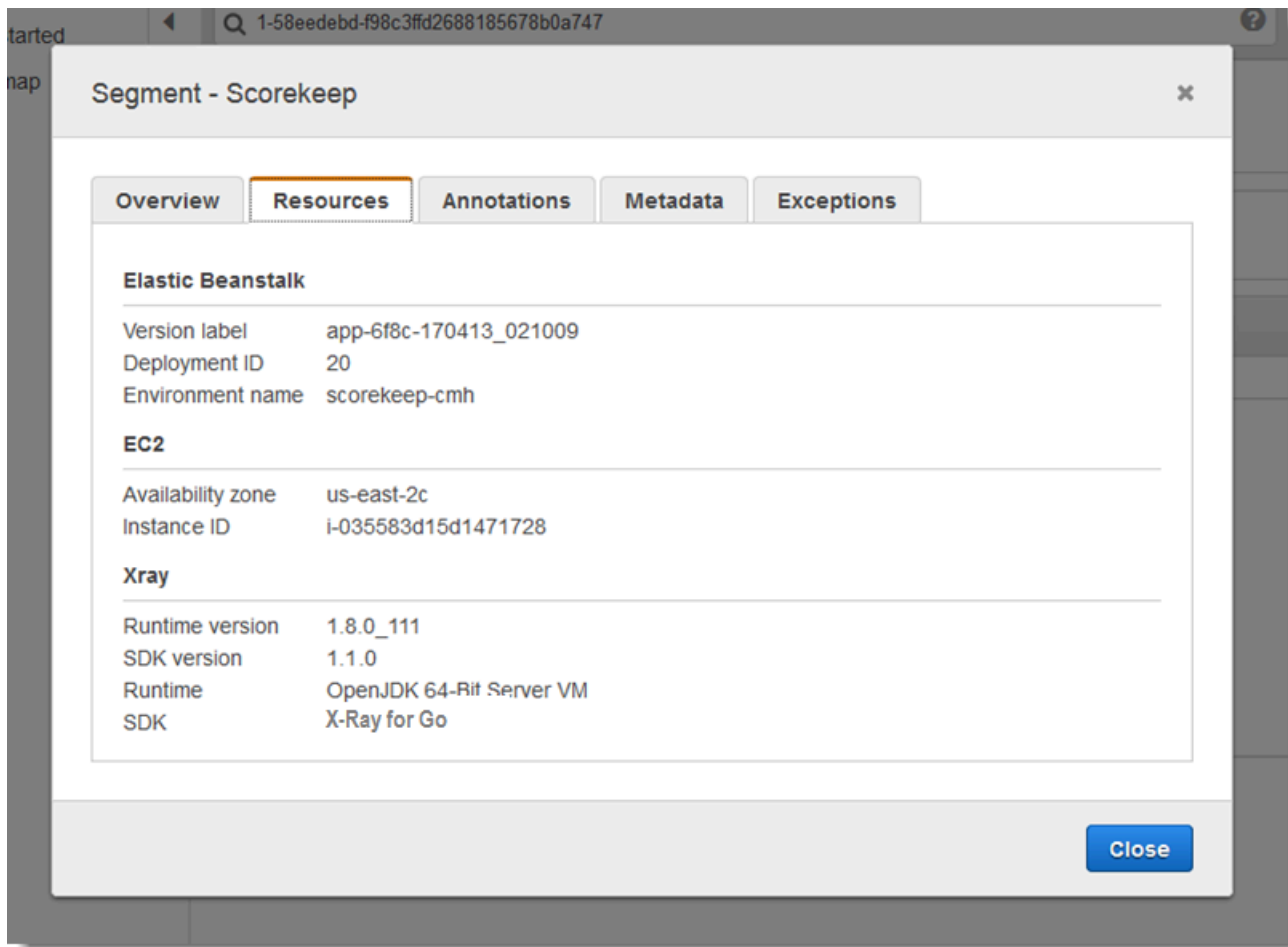 tarted
1-58eedebd-f98c3ffd2688185678b0a747
map
Segment - Scorekeep
Overview Resources Annotations Metadata Exceptions
Elastic Beanstalk
Version label app-6f8c-170413_021009
Deployment ID 20
Environment name scorekeep-cmh
EC2
Availability zone us-east-2c
Instance ID i-035583d15d1471728
Xray
Runtime version 1.8.0_111
SDK version 1.1.0
Runtime OpenJDK 64-Bit Server VM
SDK X-Ray for Go
Close